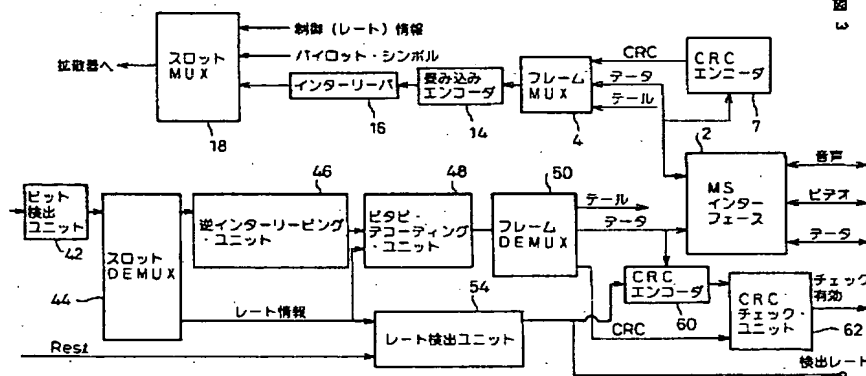 図 3
制御（レート）情報
パイロット・シンボル
拡散器へ
スロット
MUX
18
インターリーバ
16
畳み込み
エンコーダ
14
フレーム
MUX
4
CRC
データ
テール
CRC
エンコーダ
7
2
MS
インター
フェース
音声
ビデオ
データ
ビット
検出
ユニット
42
スロット
DEMUX
44
46
逆インターリービング
・ユニット
48
ビタビ・
デコーディング
・ユニット
50
フレーム
DEMUX
テール
データ
レート情報
54
レート検出ユニット
Rest
CRC
エンコーダ
60
CRC
CRC
チェック・
ユニット
62
チェック
有効
検出レート